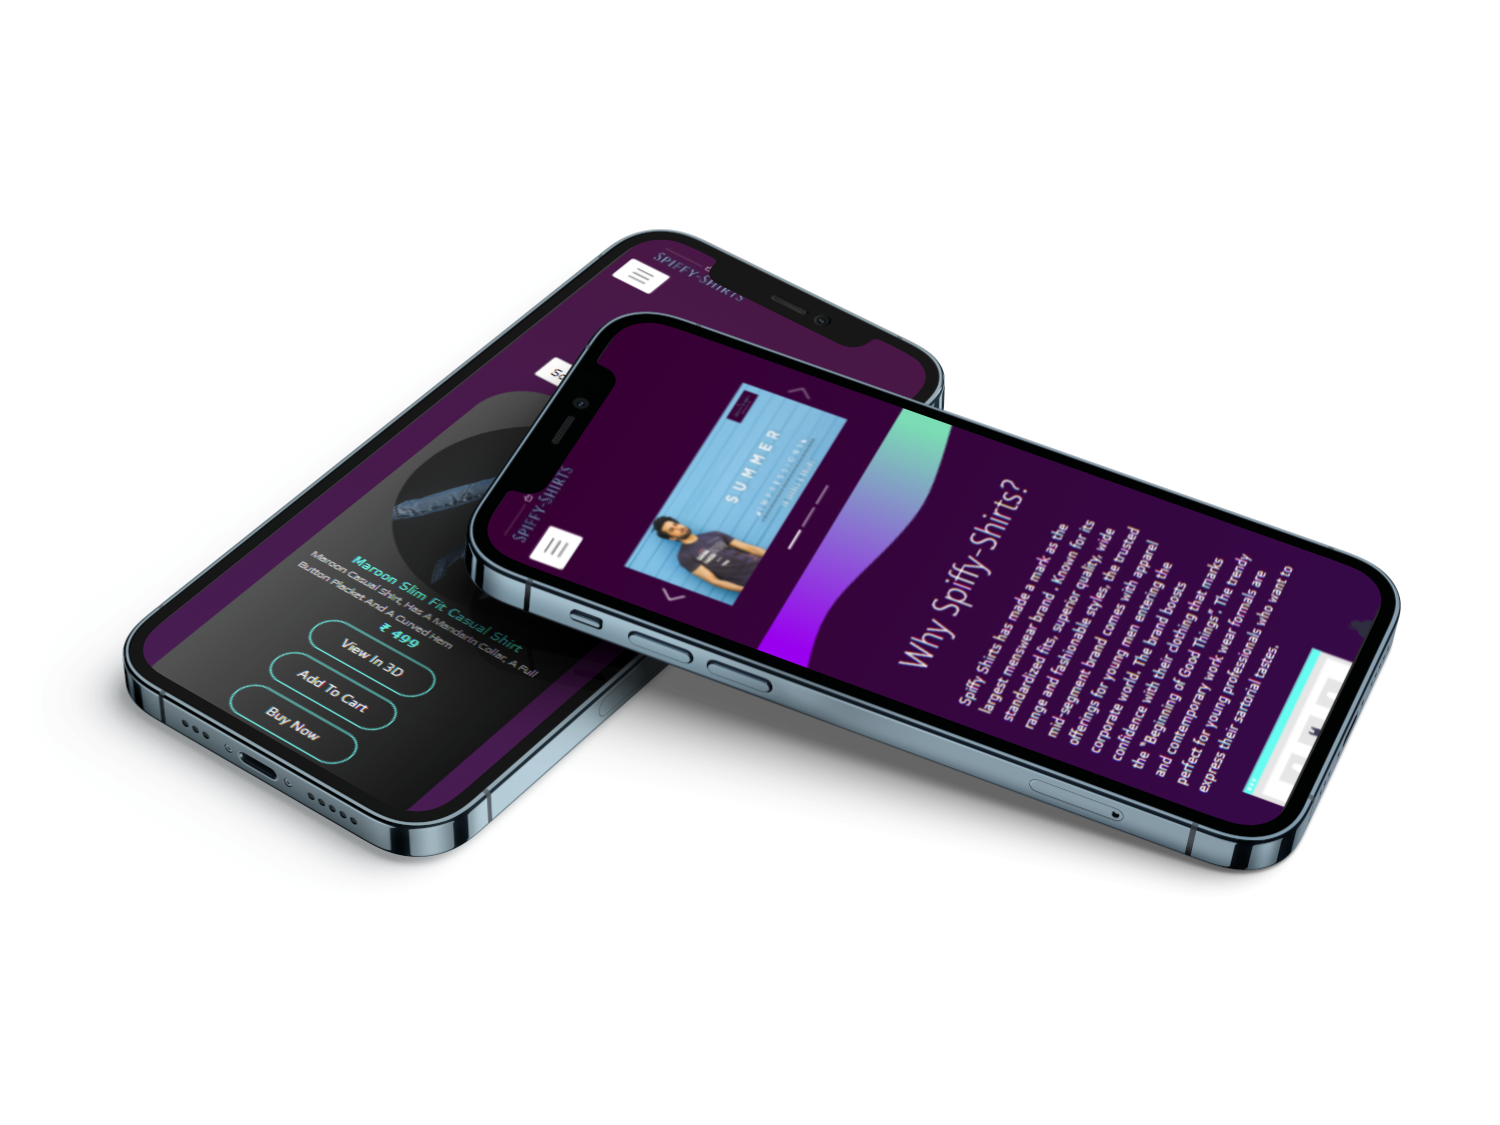 SPIFFY-SHIRTS
Maroon Slim Fit Casual Shirt
Maroon Casual Shirt, Has A Mandarin Collar, A Full
Button Placket And A Curved Hem
₹ 499
View In 3D
Add To Cart
Buy Now
SPIFFY-SHIRTS
SUMMER
Why Spiffy-Shirts?
Spiffy Shirts has made a mark as the
largest menswear brand . Known for its
standardized fits, superior quality, wide
range and fashionable styles, the trusted
mid-segment brand comes with apparel
offerings for young men entering the
corporate world. The brand boosts
confidence with their clothing that marks
the "Beginning of Good Things". The trendy
and contemporary work wear formals are
perfect for young professionals who want to
express their sartorial tastes.